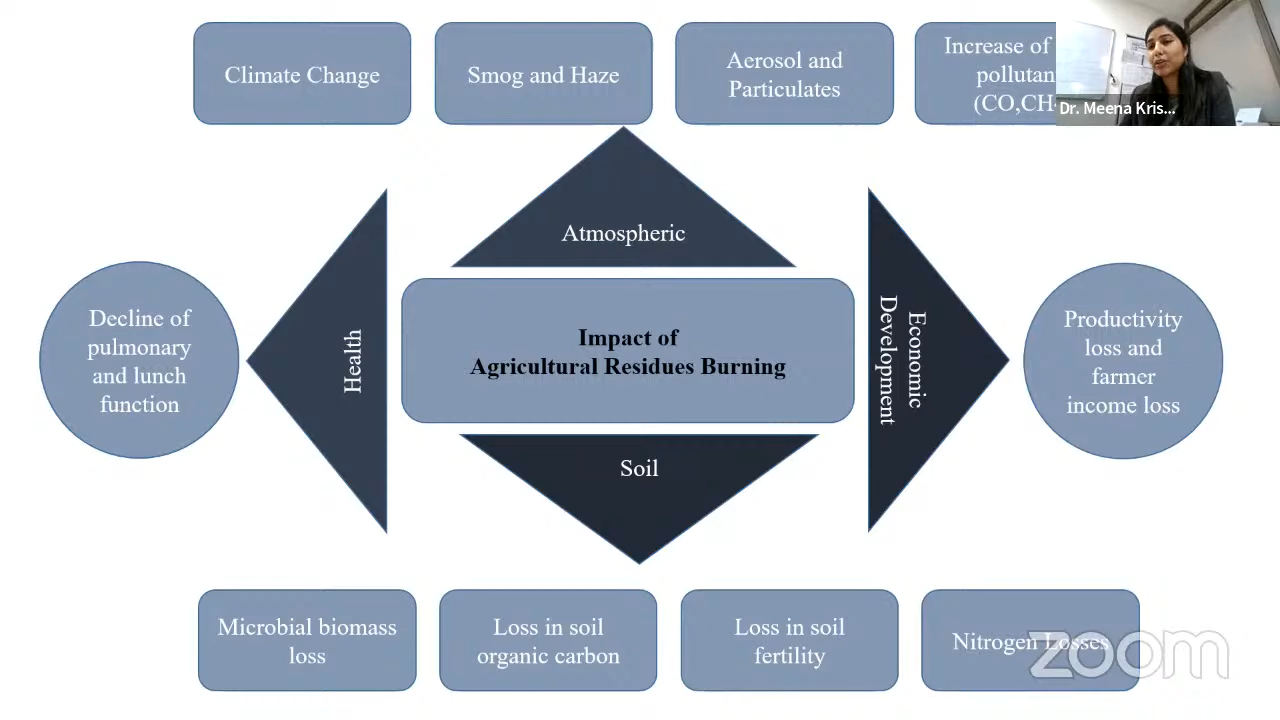 Climate Change
Smog and Haze
Aerosol and
Particulates
Increase of
pollutan
(CO,CH
Dr. Meena Kris...
Atmospheric
Health
Impact of
Agricultural Residues Burning
Economic
Development
Decline of
pulmonary
and lunch
function
Productivity
loss and
farmer
income loss
Soil
Microbial biomass
loss
Loss in soil
organic carbon
Loss in soil
fertility
Nitrogen Losses
zoom